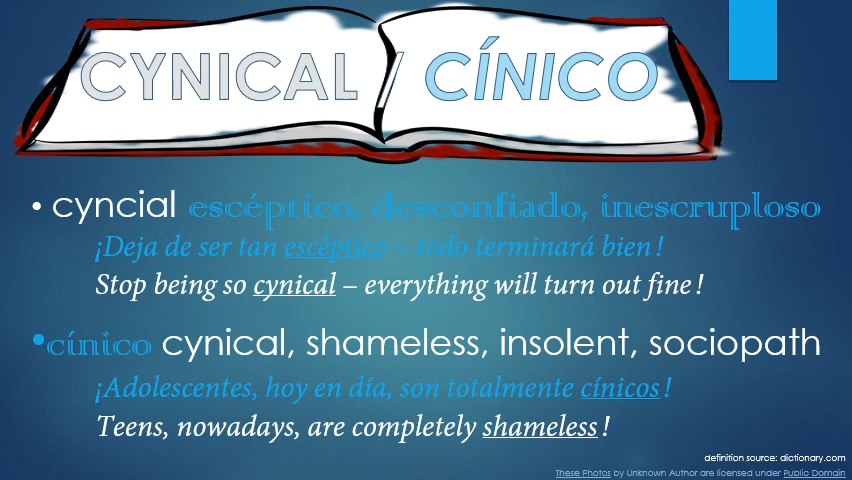 CYNICAL / CÍNICO
• cyncial escéptico, desconfiado, inescruploso
¡Deja de ser tan escéptico – todo terminará bien!
Stop being so cynical – everything will turn out fine!
•cínico cynical, shameless, insolent, sociopath
¡Adolescentes, hoy en día, son totalmente cínicos!
Teens, nowadays, are completely shameless!
definition source: dictionary.com
These Photos by Unknown Author are licensed under Public Domain